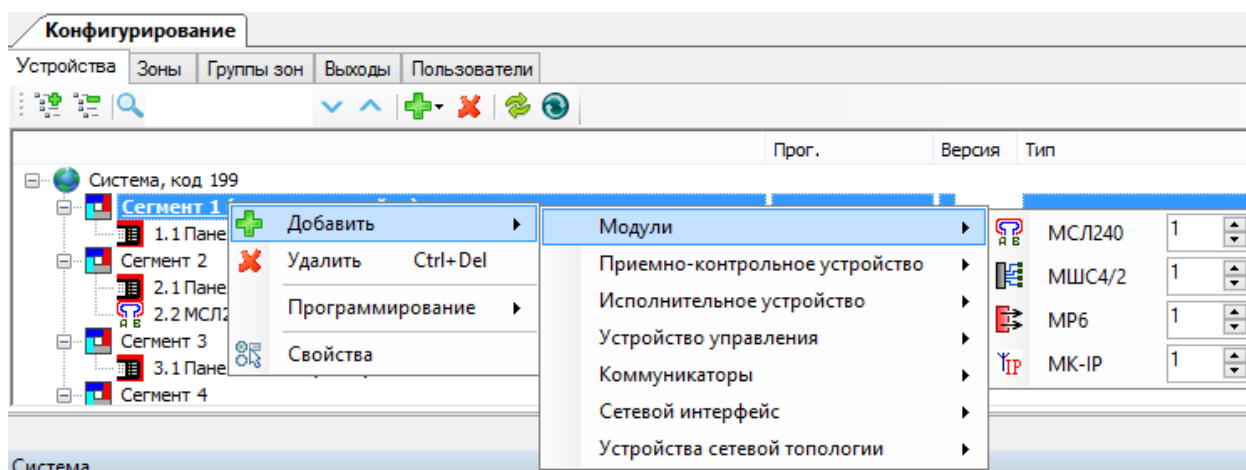 Конфигурирование
Устройства Зоны Группы зон Выходы Пользователи
Прог. Версия Тип
Система, код 199
Сегмент 1
1.1 Пане
Сегмент 2
2.1 Пане
2.2 МСЛ2
Сегмент 3
3.1 Пане
Сегмент 4
Добавить
Удалить Ctrl+Del
Программирование
Свойства
Модули
Приемно-контрольное устройство
Исполнительное устройство
Устройство управления
Коммуникаторы
Сетевой интерфейс
Устройства сетевой топологии
А В МСЛ240 1
МШС4/2 1
МР6 1
IP МК-IP 1
Система